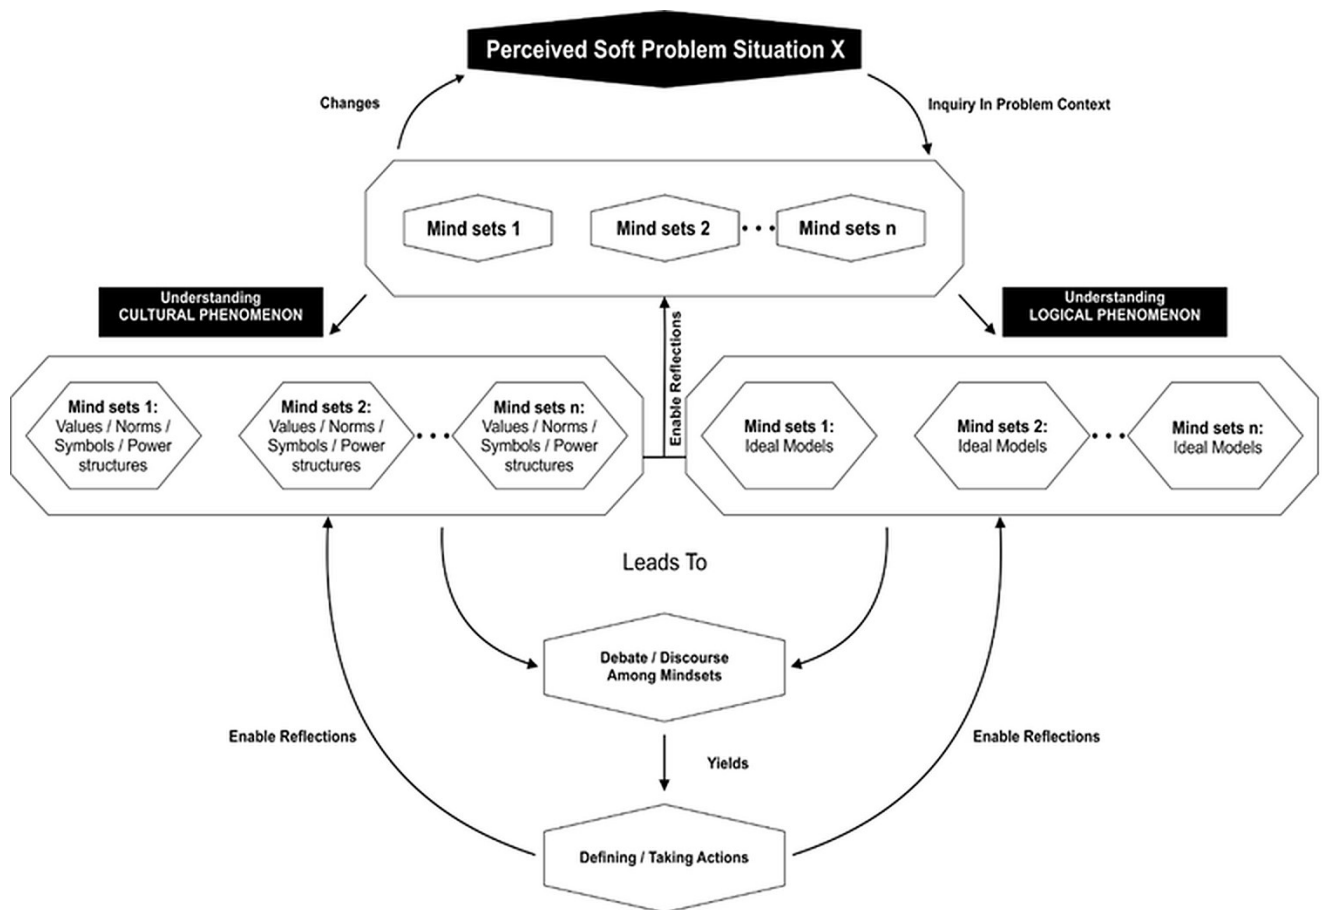 Perceived Soft Problem Situation X
Changes
Inquiry In Problem Context
Mind sets 1
Mind sets 2
Mind sets n
Understanding
CULTURAL PHENOMENON
Understanding
LOGICAL PHENOMENON
Enable Reflections
Mind sets 1:
Values / Norms /
Symbols / Power
structures
Mind sets 2:
Values / Norms /
Symbols / Power
structures
Mind sets n:
Values / Norms /
Symbols / Power
structures
Mind sets 1:
Ideal Models
Mind sets 2:
Ideal Models
Mind sets n:
Ideal Models
Leads To
Debate / Discourse
Among Mindsets
Enable Reflections
Yields
Enable Reflections
Defining / Taking Actions